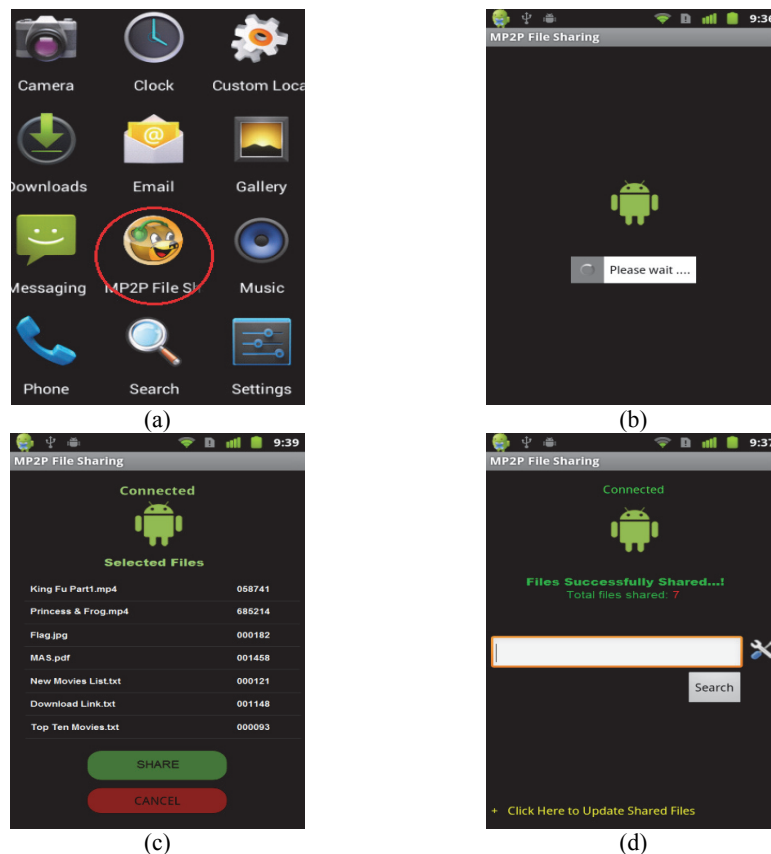 Camera Clock Custom Loca
Downloads Email Gallery
Messaging MP2P File Sh Music
Phone Search Settings
(a)
9:36
MP2P File Sharing
Please wait ....
(b)
9:39
MP2P File Sharing
Connected
Selected Files
King Fu Part1.mp4 058741
Princess & Frog.mp4 685214
Flag.jpg 000182
MAS.pdf 001458
New Movies List.txt 000121
Download Link.txt 001148
Top Ten Movies.txt 000093
SHARE
CANCEL
(c)
9:37
MP2P File Sharing
Connected
Files Successfully Shared...!
Total files shared: 7
Search
+ Click Here to Update Shared Files
(d)